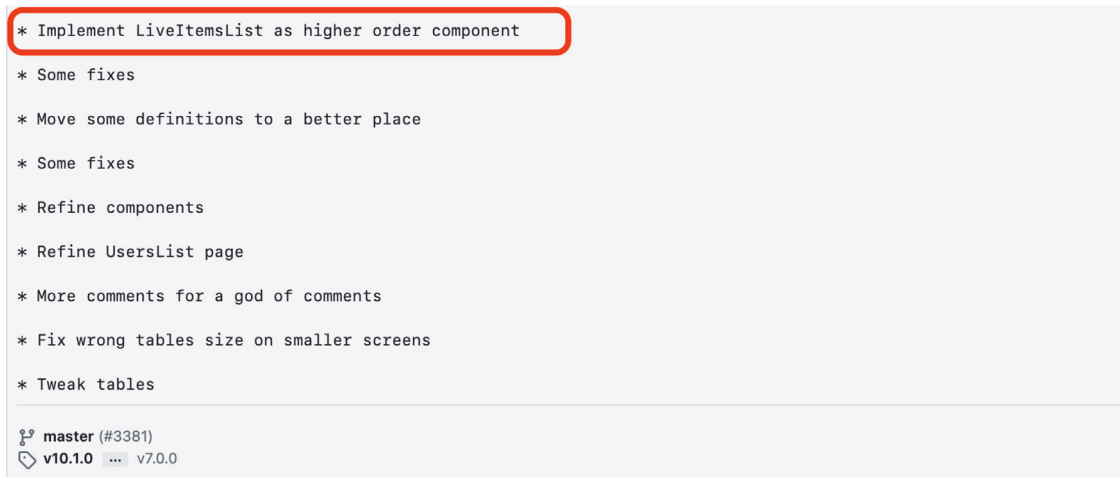 * Implement LiveItemsList as higher order component
* Some fixes
* Move some definitions to a better place
* Some fixes
* Refine components
* Refine UsersList page
* More comments for a god of comments
* Fix wrong tables size on smaller screens
* Tweak tables
master (#3381)
v10.1.0 ... v7.0.0